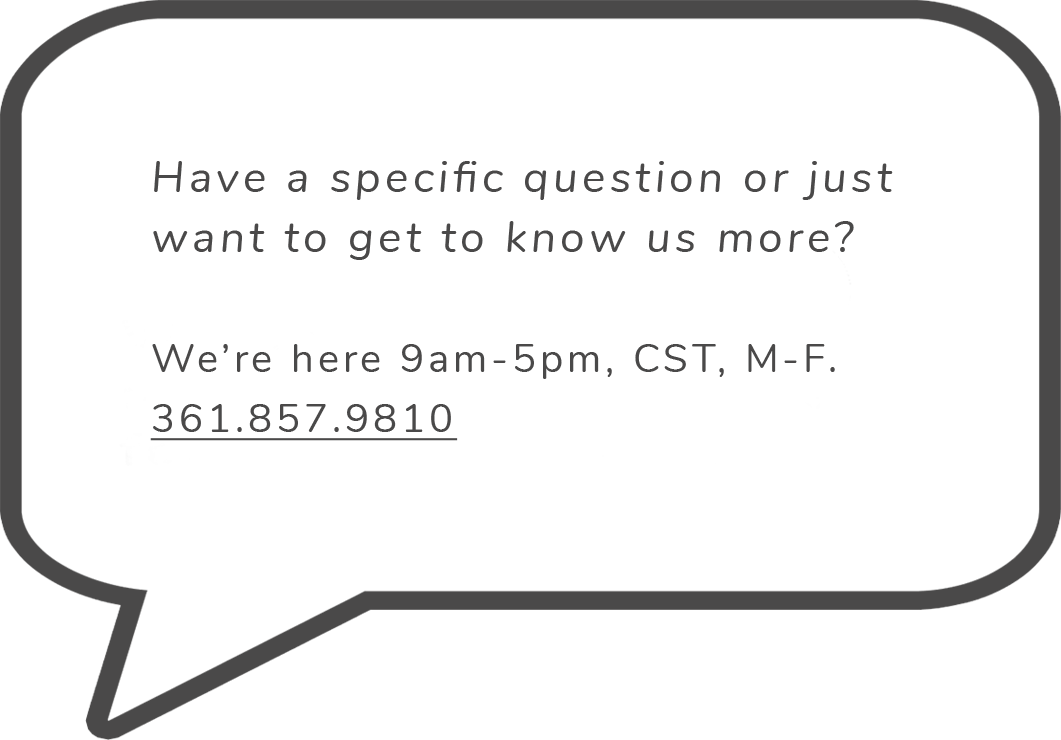 Have a specific question or just
want to get to know us more?
We’re here 9am-5pm, CST, M-F.
361.857.9810